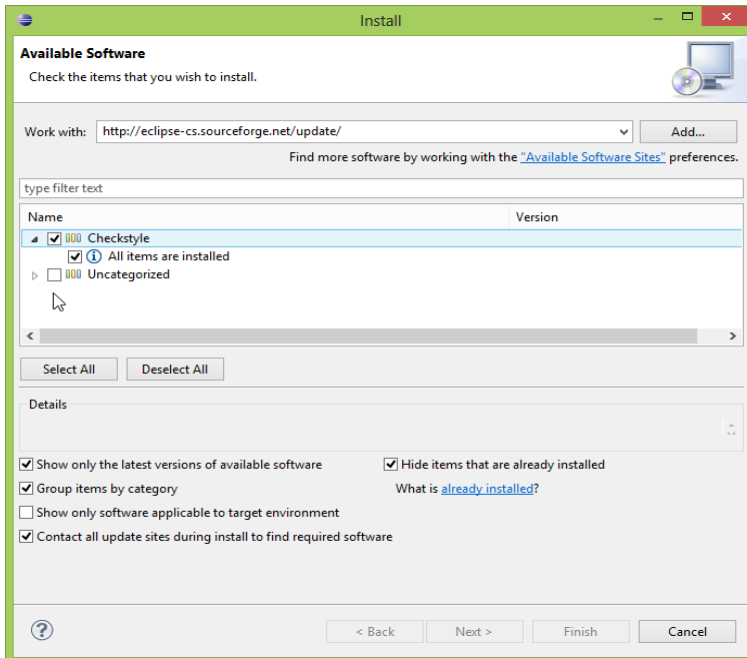 Install
Available Software
Check the items that you wish to install.
Work with: http://eclipse-cs.sourceforge.net/update/ Add...
Find more software by working with the "Available Software Sites" preferences.
type filter text
Name Version
Checkstyle
All items are installed
Uncategorized
Select All Deselect All
Details
Show only the latest versions of available software Hide items that are already installed
Group items by category What is already installed?
Show only software applicable to target environment
Contact all update sites during install to find required software
? < Back Next > Finish Cancel